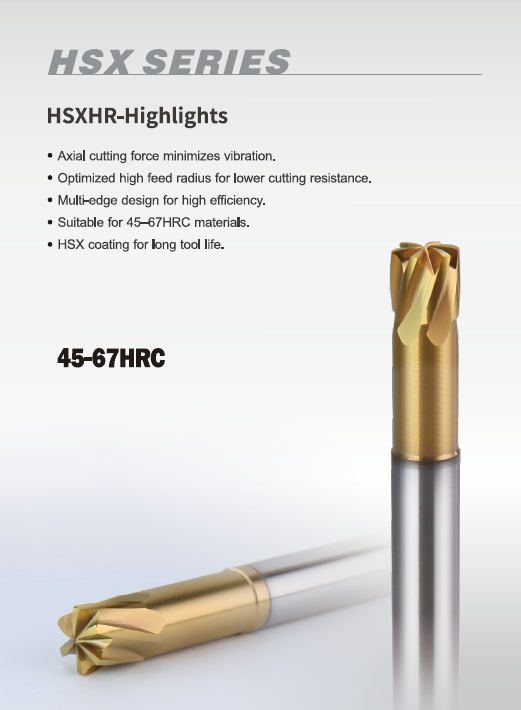 HSX SERIES
HSXHR-Highlights
• Axial cutting force minimizes vibration.
• Optimized high feed radius for lower cutting resistance.
• Multi-edge design for high efficiency.
• Suitable for 45–67HRC materials.
• HSX coating for long tool life.
45-67HRC